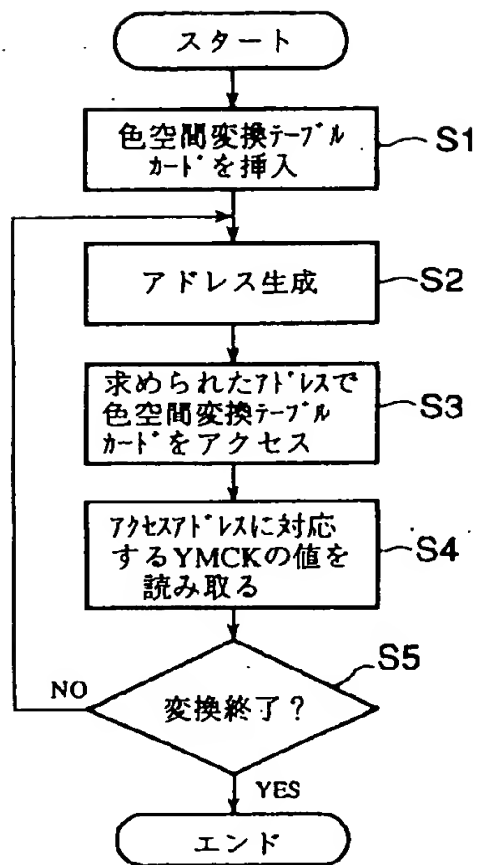 スタート
色空間変換テーブル
カードを挿入
S1
アドレス生成
S2
求められたアドレスで
色空間変換テーブル
カードをアクセス
S3
アクセスアドレスに対応
するYMCKの値を
読み取る
S4
S5
NO
変換終了?
YES
エンド